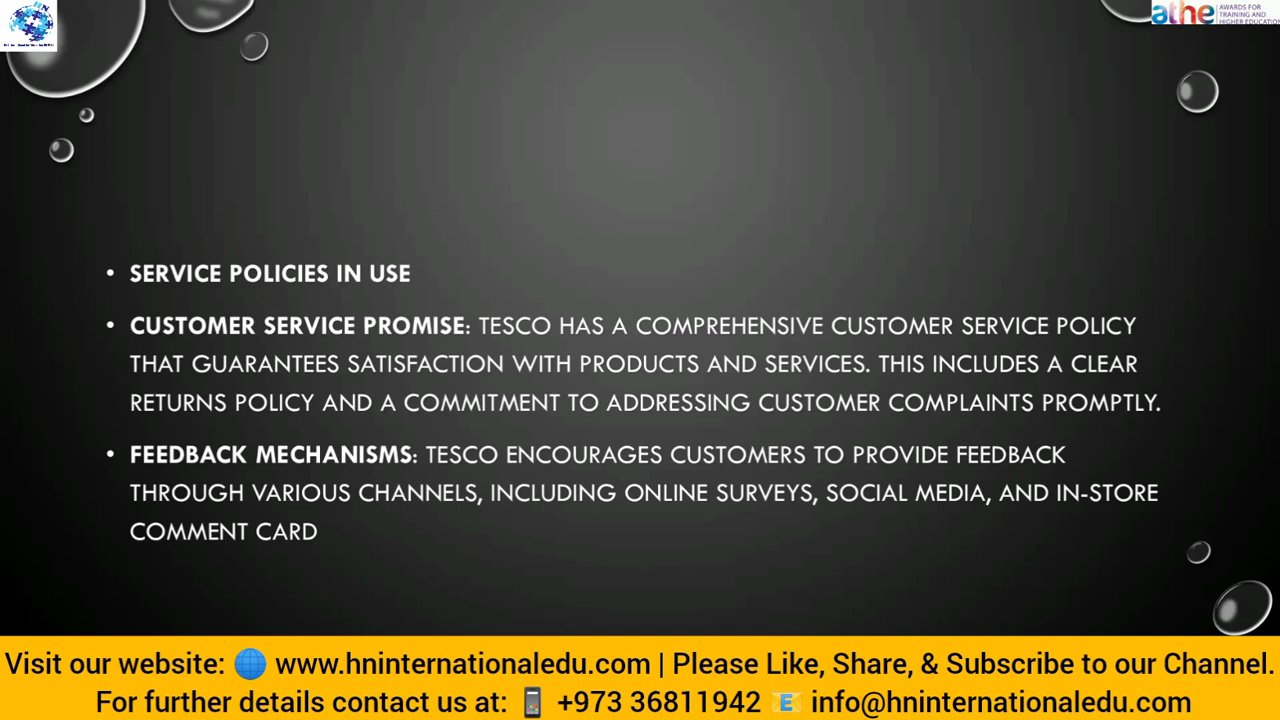 athe AWARDS FOR
TRAINING AND
HIGHER EDUCATION
• SERVICE POLICIES IN USE
• CUSTOMER SERVICE PROMISE: TESCO HAS A COMPREHENSIVE CUSTOMER SERVICE POLICY
THAT GUARANTEES SATISFACTION WITH PRODUCTS AND SERVICES. THIS INCLUDES A CLEAR
RETURNS POLICY AND A COMMITMENT TO ADDRESSING CUSTOMER COMPLAINTS PROMPTLY.
• FEEDBACK MECHANISMS: TESCO ENCOURAGES CUSTOMERS TO PROVIDE FEEDBACK
THROUGH VARIOUS CHANNELS, INCLUDING ONLINE SURVEYS, SOCIAL MEDIA, AND IN-STORE
COMMENT CARD
Visit our website: 🌐 www.hninternationaledu.com | Please Like, Share, & Subscribe to our Channel.
For further details contact us at: 📱 +973 36811942 📧 info@hninternationaledu.com